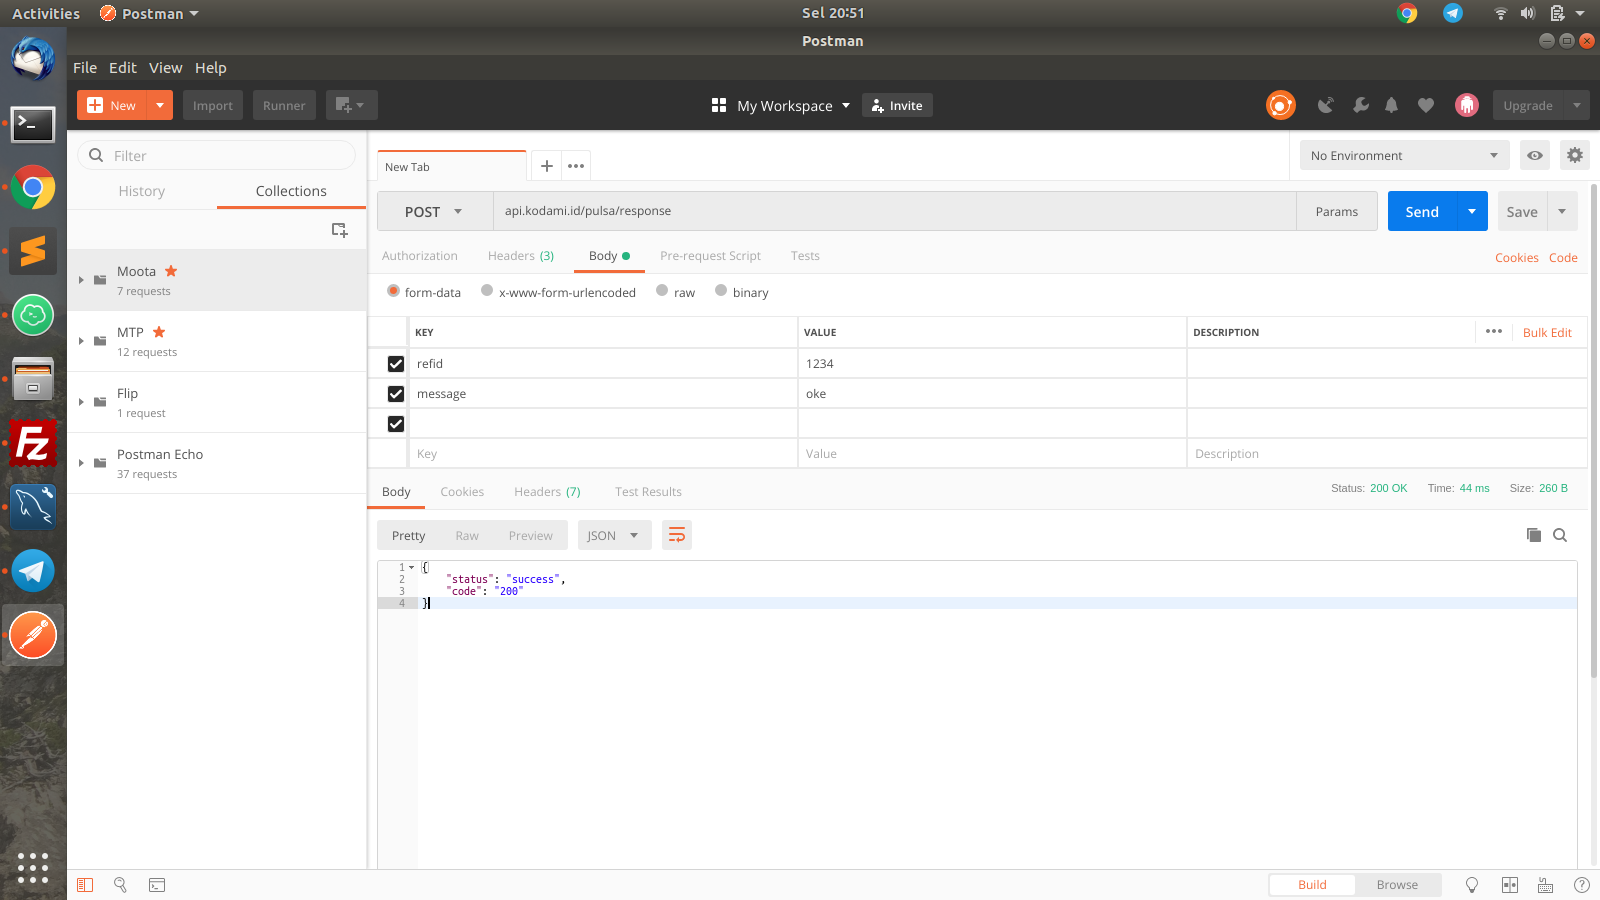 Activities Postman Sel 20:51
Postman
File Edit View Help
New Import Runner My Workspace Invite Upgrade
Filter
History Collections
Moota
7 requests
MTP
12 requests
Flip
1 request
Postman Echo
37 requests
New Tab No Environment
POST api.kodami.id/pulsa/response Params Send Save
Authorization Headers (3) Body Pre-request Script Tests Cookies Code
form-data x-www-form-urlencoded raw binary
KEY VALUE DESCRIPTION Bulk Edit
refid 1234
message oke
Key Value Description
Body Cookies Headers (7) Test Results Status: 200 OK Time: 44 ms Size: 260 B
Pretty Raw Preview JSON
1 {
2 "status": "success",
3 "code": "200"
4 }
Build Browse